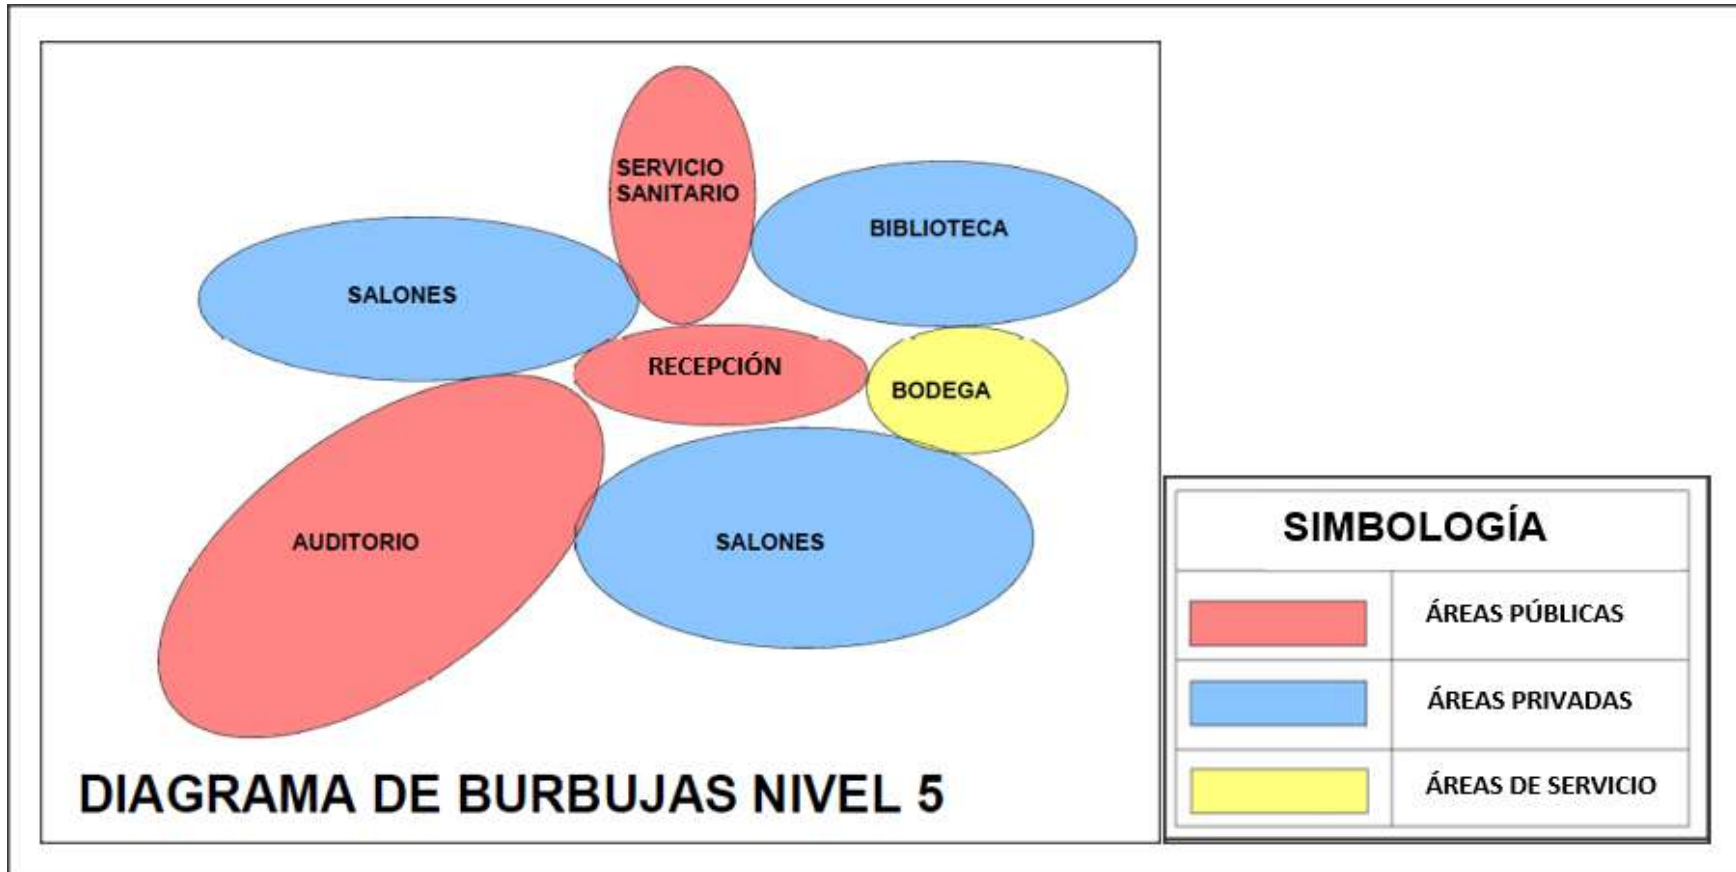 SERVICIO
SANITARIO
BIBLIOTECA
SALONES
RECEPCIÓN
BODEGA
AUDITORIO
SALONES
DIAGRAMA DE BURBUJAS NIVEL 5
SIMBOLOGÍA
ÁREAS PÚBLICAS
ÁREAS PRIVADAS
ÁREAS DE SERVICIO